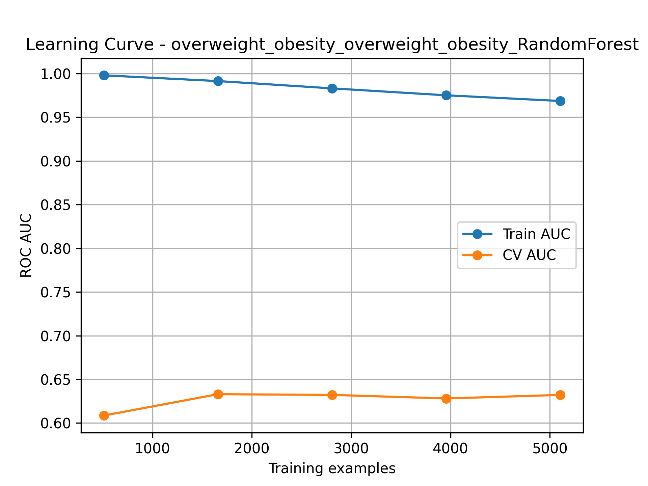 Learning Curve - overweight_obesity_overweight_obesity_RandomForest
1.00
0.95
0.90
0.85
0.80
0.75
0.70
0.65
0.60
ROC AUC
Train AUC
CV AUC
1000 2000 3000 4000 5000
Training examples